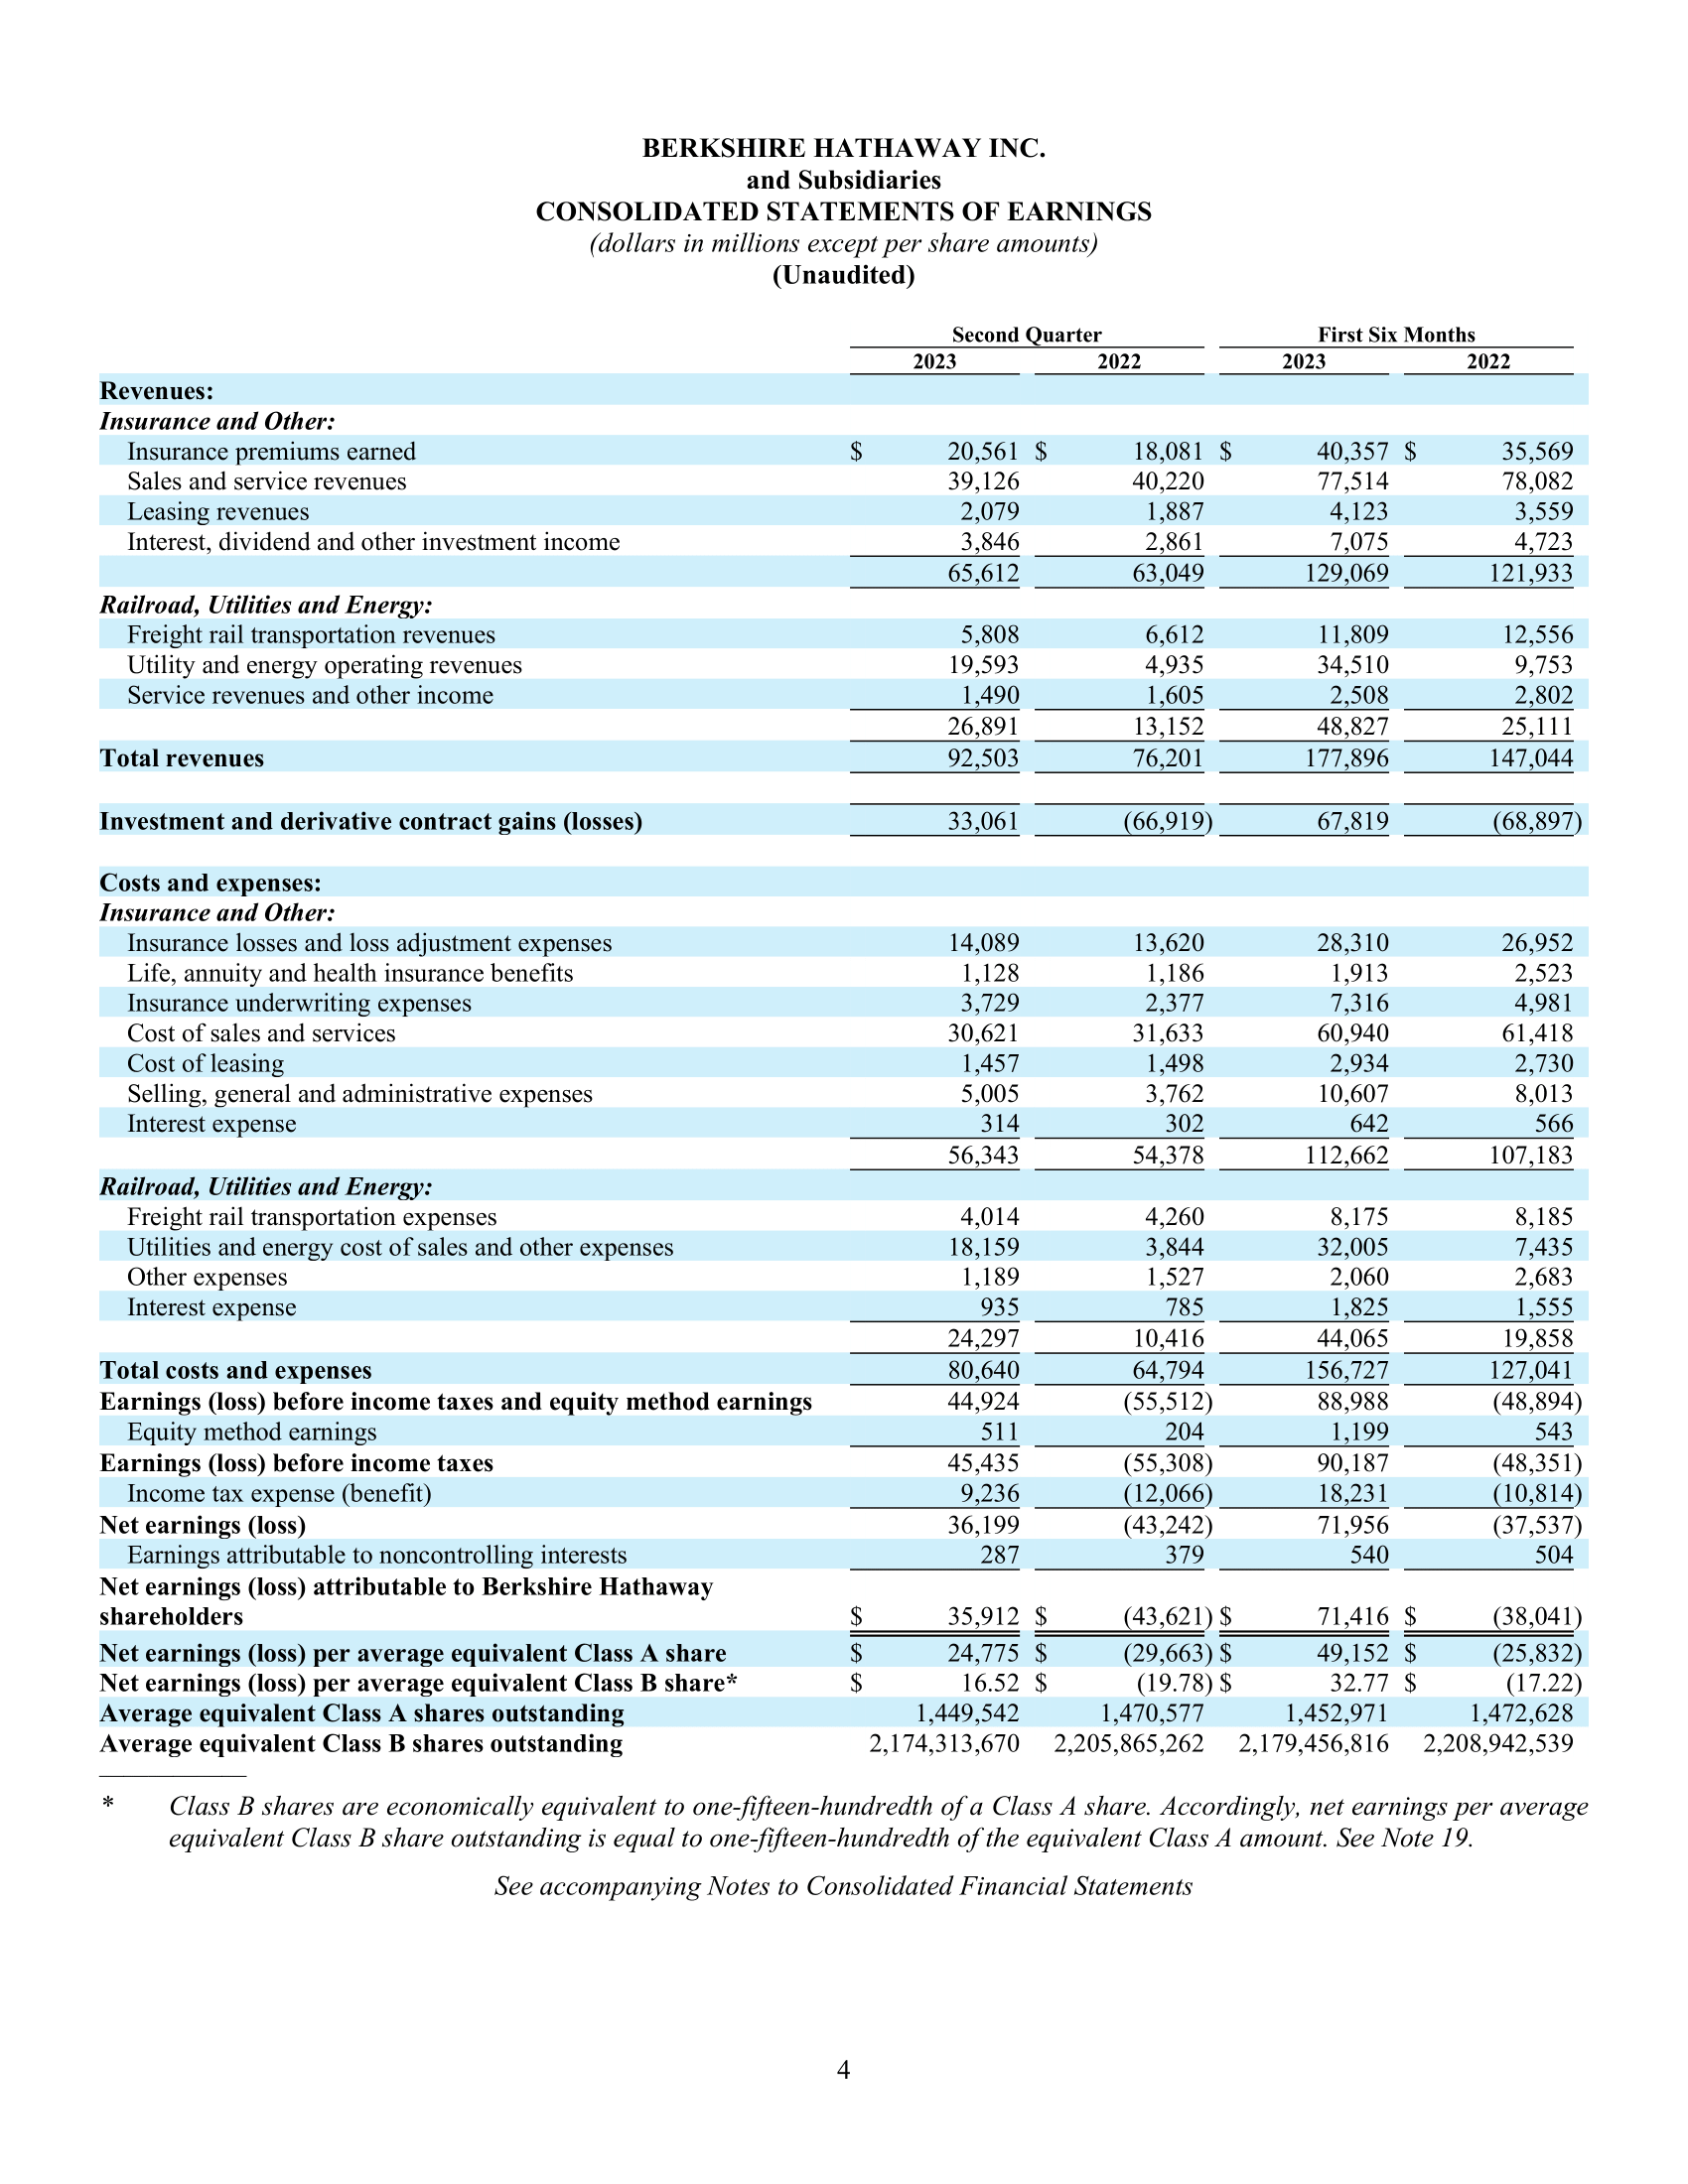 BERKSHIRE HATHAWAY INC.
and Subsidiaries
CONSOLIDATED STATEMENTS OF EARNINGS
(dollars in millions except per share amounts)
(Unaudited)
Second Quarter First Six Months
2023 2022 2023 2022
Revenues:
Insurance and Other:
Insurance premiums earned $ 20,561 $ 18,081 $ 40,357 $ 35,569
Sales and service revenues 39,126 40,220 77,514 78,082
Leasing revenues 2,079 1,887 4,123 3,559
Interest, dividend and other investment income 3,846 2,861 7,075 4,723
65,612 63,049 129,069 121,933
Railroad, Utilities and Energy:
Freight rail transportation revenues 5,808 6,612 11,809 12,556
Utility and energy operating revenues 19,593 4,935 34,510 9,753
Service revenues and other income 1,490 1,605 2,508 2,802
26,891 13,152 48,827 25,111
Total revenues 92,503 76,201 177,896 147,044
Investment and derivative contract gains (losses) 33,061 (66,919) 67,819 (68,897)
Costs and expenses:
Insurance and Other:
Insurance losses and loss adjustment expenses 14,089 13,620 28,310 26,952
Life, annuity and health insurance benefits 1,128 1,186 1,913 2,523
Insurance underwriting expenses 3,729 2,377 7,316 4,981
Cost of sales and services 30,621 31,633 60,940 61,418
Cost of leasing 1,457 1,498 2,934 2,730
Selling, general and administrative expenses 5,005 3,762 10,607 8,013
Interest expense 314 302 642 566
56,343 54,378 112,662 107,183
Railroad, Utilities and Energy:
Freight rail transportation expenses 4,014 4,260 8,175 8,185
Utilities and energy cost of sales and other expenses 18,159 3,844 32,005 7,435
Other expenses 1,189 1,527 2,060 2,683
Interest expense 935 785 1,825 1,555
24,297 10,416 44,065 19,858
Total costs and expenses 80,640 64,794 156,727 127,041
Earnings (loss) before income taxes and equity method earnings 44,924 (55,512) 88,988 (48,894)
Equity method earnings 511 204 1,199 543
Earnings (loss) before income taxes 45,435 (55,308) 90,187 (48,351)
Income tax expense (benefit) 9,236 (12,066) 18,231 (10,814)
Net earnings (loss) 36,199 (43,242) 71,956 (37,537)
Earnings attributable to noncontrolling interests 287 379 540 504
Net earnings (loss) attributable to Berkshire Hathaway
shareholders $ 35,912 $ (43,621) $ 71,416 $ (38,041)
Net earnings (loss) per average equivalent Class A share $ 24,775 $ (29,663) $ 49,152 $ (25,832)
Net earnings (loss) per average equivalent Class B share* $ 16.52 $ (19.78) $ 32.77 $ (17.22)
Average equivalent Class A shares outstanding 1,449,542 1,470,577 1,452,971 1,472,628
Average equivalent Class B shares outstanding 2,174,313,670 2,205,865,262 2,179,456,816 2,208,942,539
* Class B shares are economically equivalent to one-fifteen-hundredth of a Class A share. Accordingly, net earnings per average
equivalent Class B share outstanding is equal to one-fifteen-hundredth of the equivalent Class A amount. See Note 19.
See accompanying Notes to Consolidated Financial Statements
4